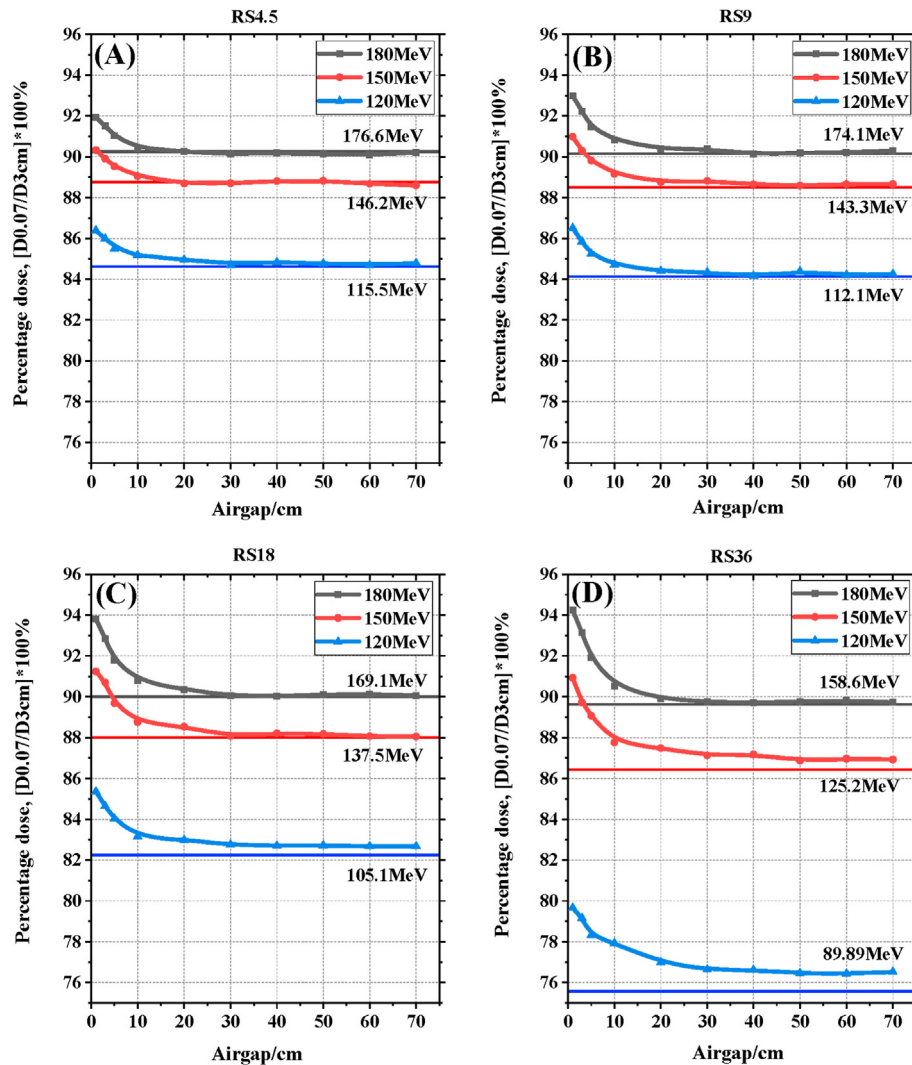 RS4.5
(A)
180MeV
150MeV
120MeV
96
94
92
90
88
86
84
82
80
78
76
176.6MeV
146.2MeV
115.5MeV
0 10 20 30 40 50 60 70
Airgap/cm
Percentage dose, [D0.07/D3cm]*100%
RS9
(B)
180MeV
150MeV
120MeV
96
94
92
90
88
86
84
82
80
78
76
174.1MeV
143.3MeV
112.1MeV
0 10 20 30 40 50 60 70
Airgap/cm
Percentage dose, [D0.07/D3cm]*100%
RS18
(C)
180MeV
150MeV
120MeV
96
94
92
90
88
86
84
82
80
78
76
169.1MeV
137.5MeV
105.1MeV
0 10 20 30 40 50 60 70
Airgap/cm
Percentage dose, [D0.07/D3cm]*100%
RS36
(D)
180MeV
150MeV
120MeV
96
94
92
90
88
86
84
82
80
78
76
158.6MeV
125.2MeV
89.89MeV
0 10 20 30 40 50 60 70
Airgap/cm
Percentage dose, [D0.07/D3cm]*100%